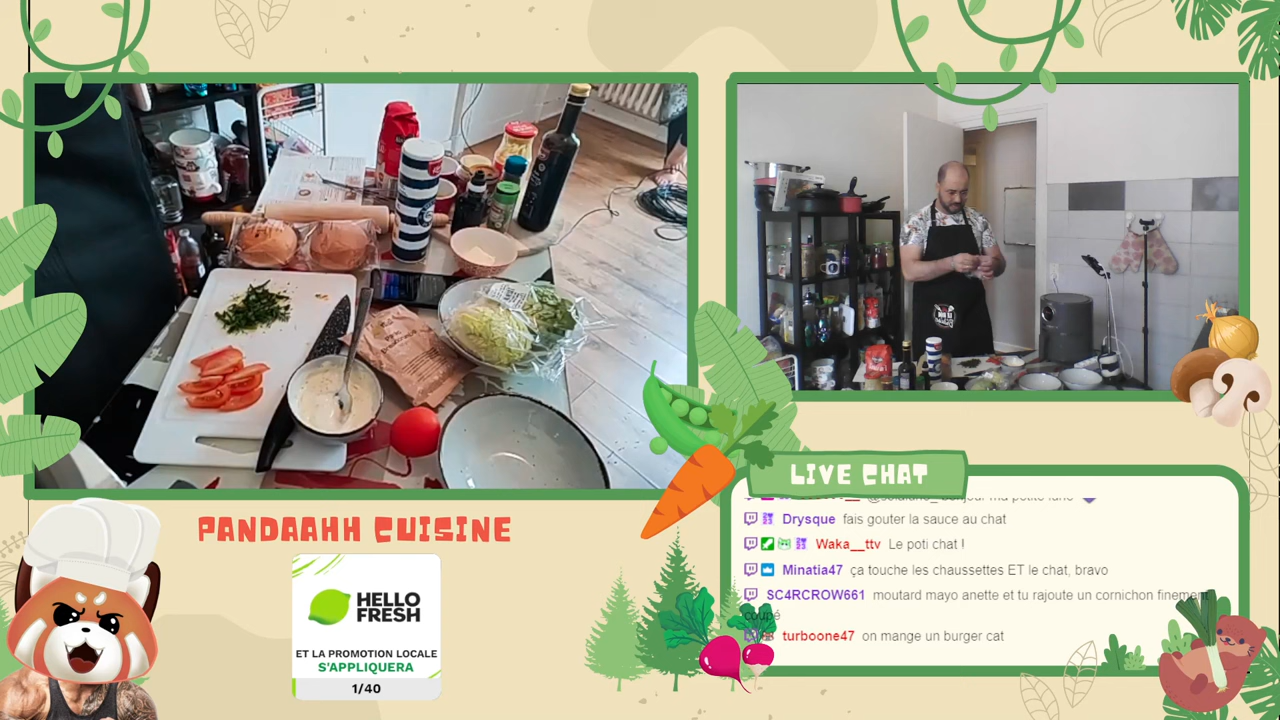 LIVE CHAT
Drysque fais gouter la sauce au chat
Waka__ttv Le poti chat !
Minatia47 ça touche les chaussettes ET le chat, bravo
SC4RCROW661 moutard mayo anette et tu rajoute un cornichon finement
coupé
turboone47 on mange un burger cat
PANDAAHH CUISINE
HELLO
FRESH
ET LA PROMOTION LOCALE
S'APPLIQUERA
1/40